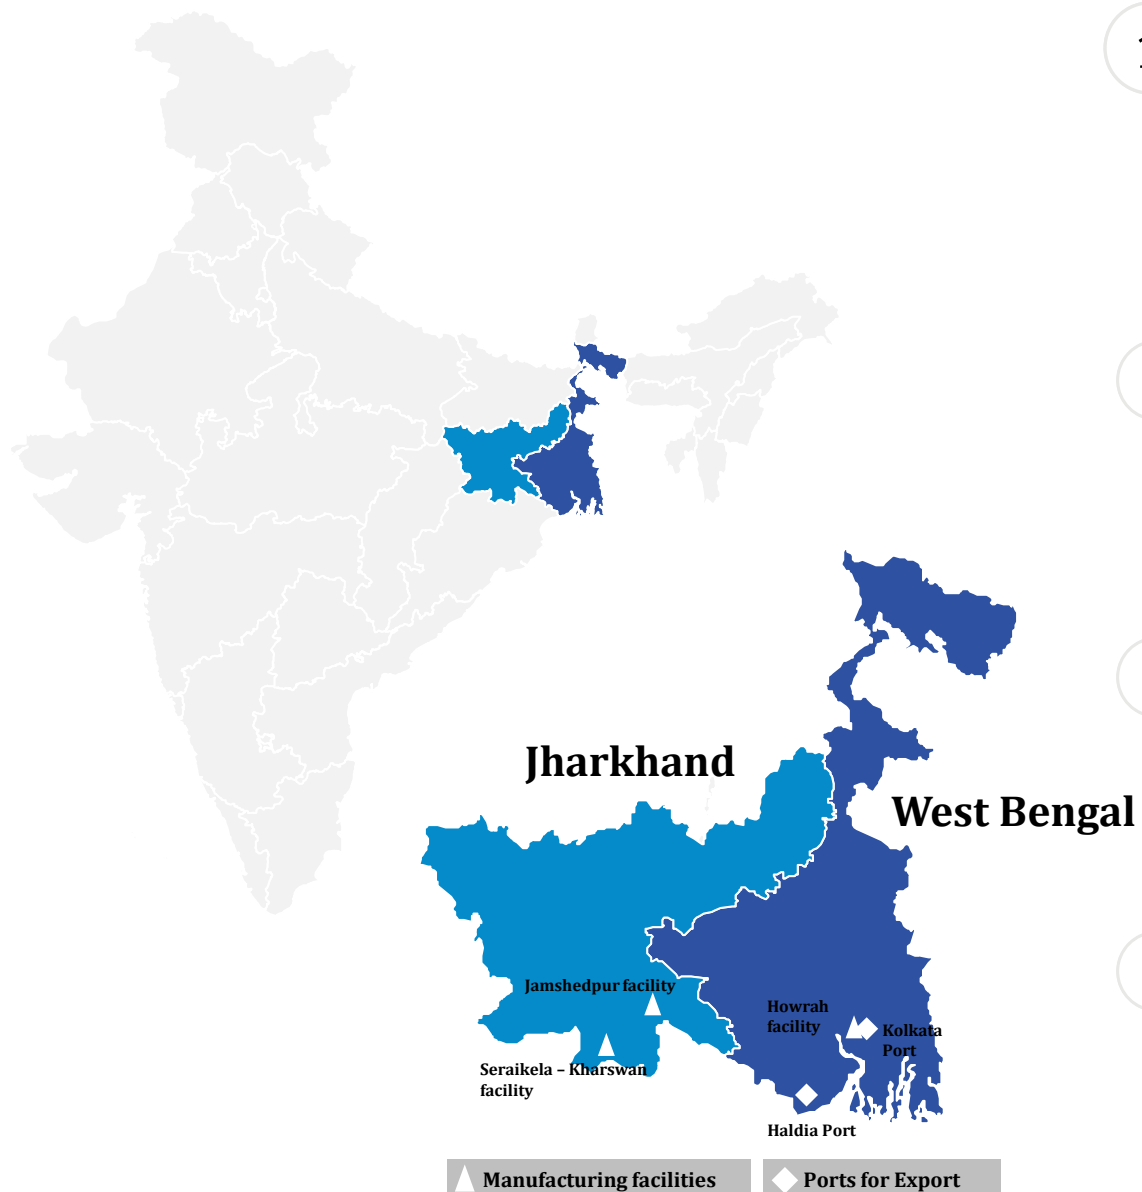 Jharkhand
West Bengal
Jamshedpur facility
Howrah
facility
Kolkata
Port
Seraikela – Kharswan
facility
Haldia Port
Manufacturing facilities
Ports for Export